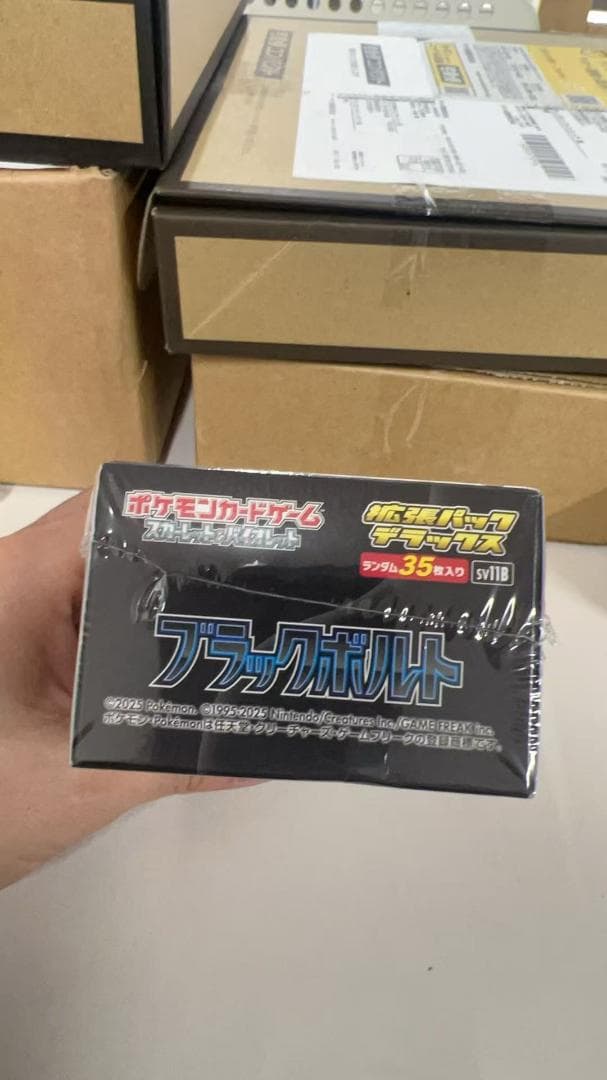 ポケモンカードゲーム
スカーレット&バイオレット
拡張パック
デラックス
ランダム35枚入り
sv11B
ブラックボルト
©2025 Pokémon. ©1995-2025 Nintendo/Creatures Inc./GAME FREAK inc.
ポケモン・Pokémonは任天堂・クリーチャーズ・ゲームフリークの登録商標です。